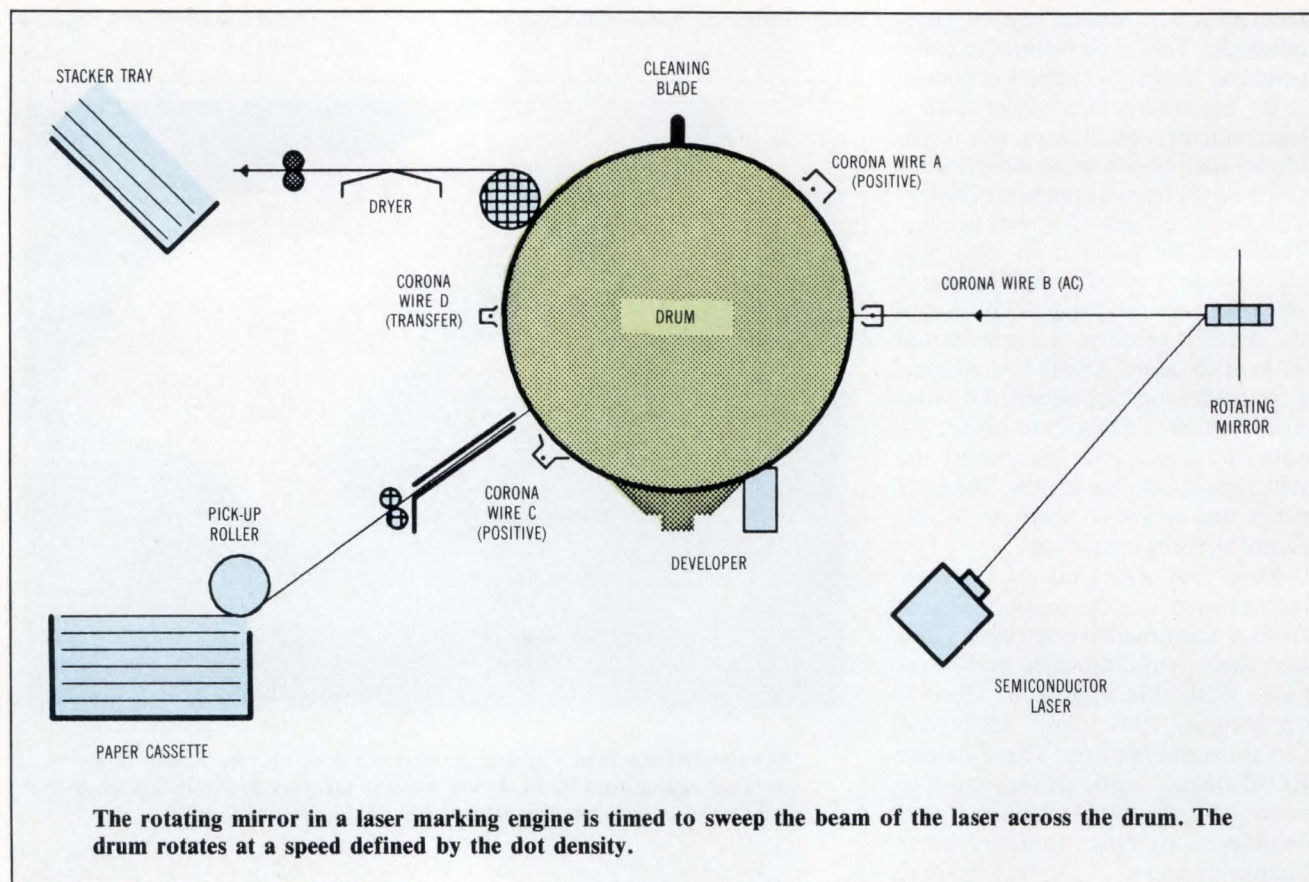 STACKER TRAY
CLEANING
BLADE
CORONA WIRE A
(POSITIVE)
DRYER
CORONA
WIRE D
(TRANSFER)
DRUM
CORONA WIRE B (AC)
ROTATING
MIRROR
PICK-UP
ROLLER
CORONA
WIRE C
(POSITIVE)
DEVELOPER
SEMICONDUCTOR
LASER
PAPER CASSETTE
The rotating mirror in a laser marking engine is timed to sweep the beam of the laser across the drum. The
drum rotates at a speed defined by the dot density.